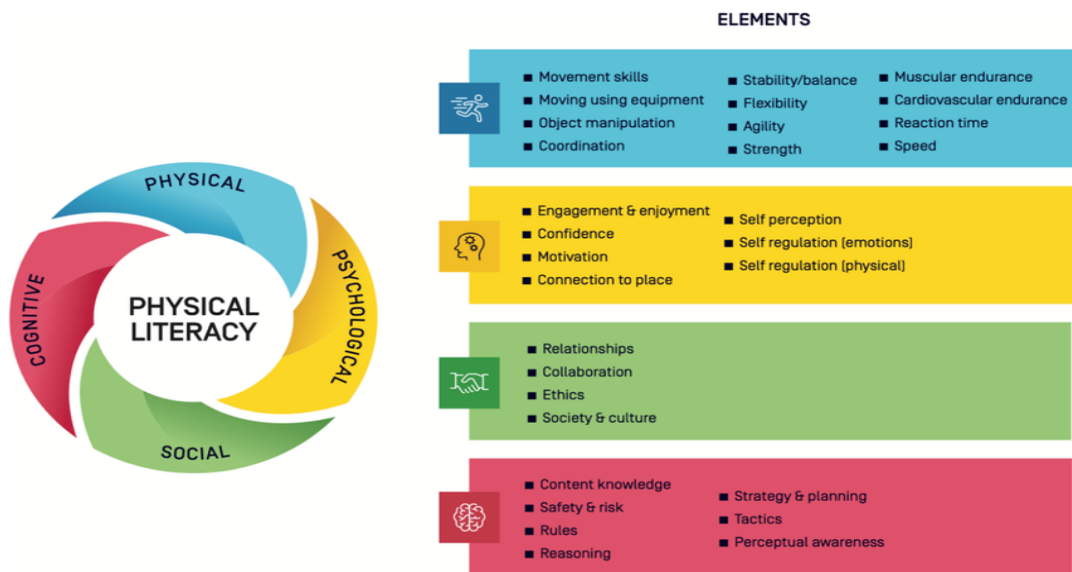 ELEMENTS
PHYSICAL
PSYCHOLOGICAL
SOCIAL
COGNITIVE
PHYSICAL
LITERACY
■ Movement skills
■ Moving using equipment
■ Object manipulation
■ Coordination
■ Stability/balance
■ Flexibility
■ Agility
■ Strength
■ Muscular endurance
■ Cardiovascular endurance
■ Reaction time
■ Speed
■ Engagement & enjoyment
■ Confidence
■ Motivation
■ Connection to place
■ Self perception
■ Self regulation (emotions)
■ Self regulation (physical)
■ Relationships
■ Collaboration
■ Ethics
■ Society & culture
■ Content knowledge
■ Safety & risk
■ Rules
■ Reasoning
■ Strategy & planning
■ Tactics
■ Perceptual awareness